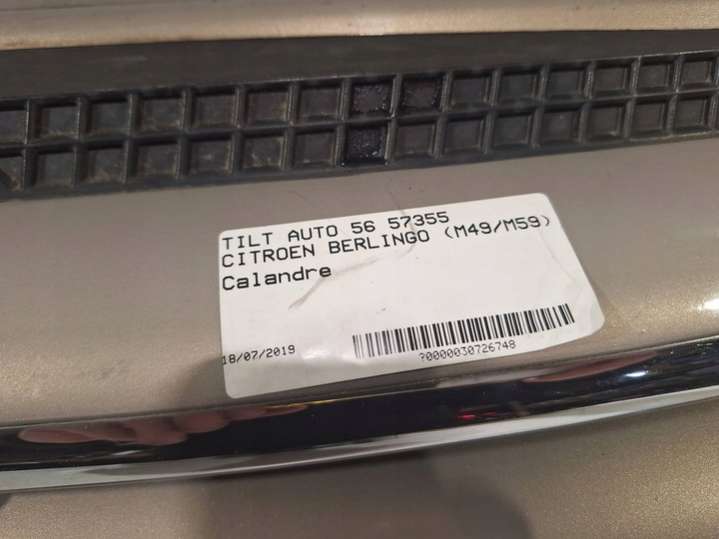 TILT AUTO 56 57355
CITROEN BERLINGO (M49/M59)
Calandre
18/07/2019
?0000030726748